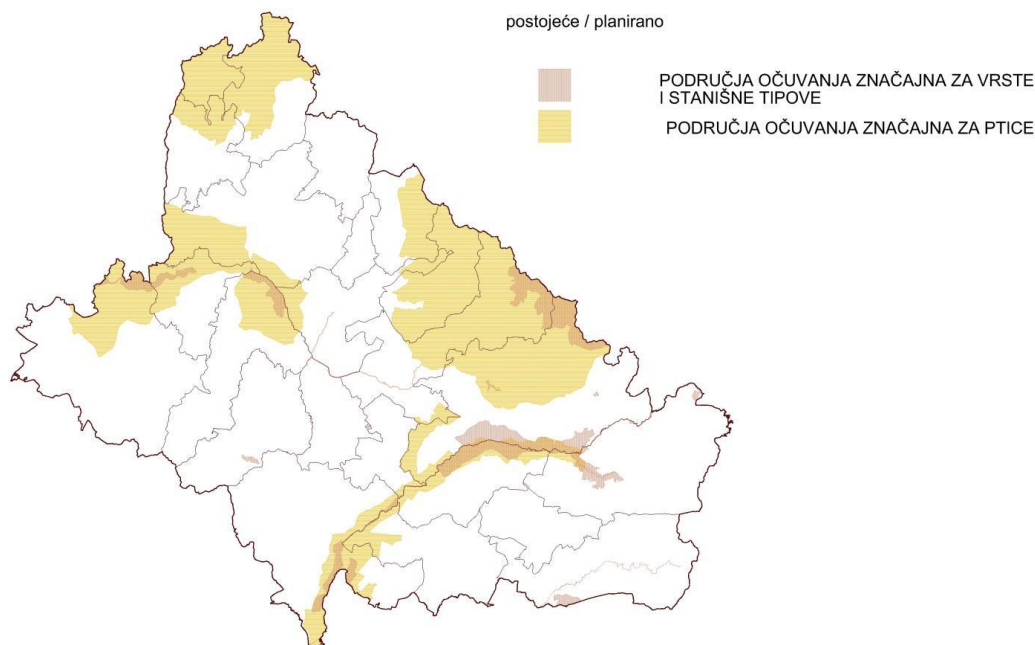 postojeće / planirano
PODRUČJA OČUVANJA ZNAČAJNA ZA VRSTE
I STANIŠNE TIPOVE
PODRUČJA OČUVANJA ZNAČAJNA ZA PTICE